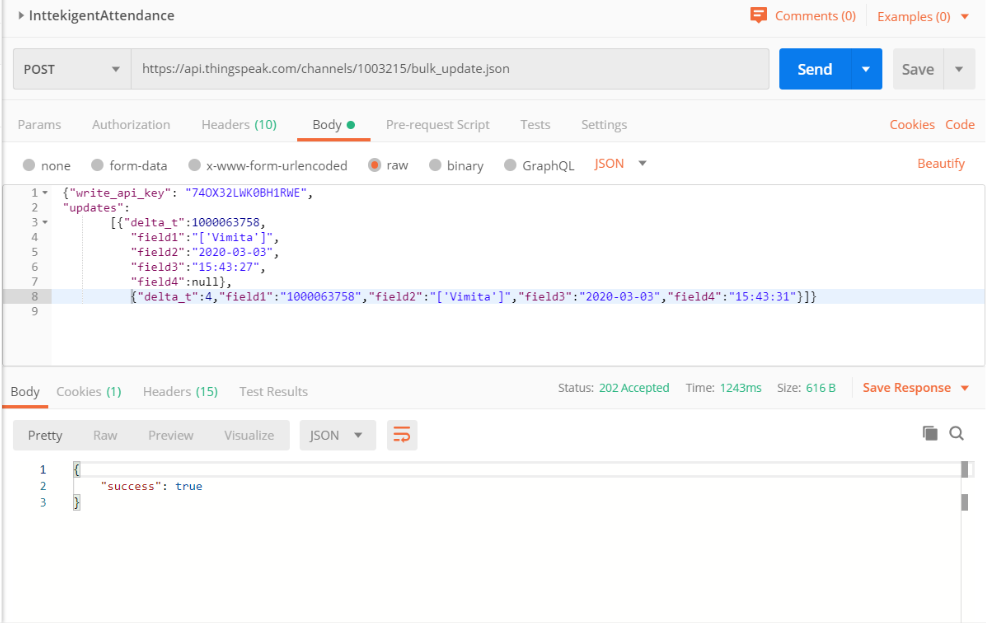 InttekigentAttendance
Comments (0) Examples (0)
POST https://api.thingspeak.com/channels/1003215/bulk_update.json Send Save
Params Authorization Headers (10) Body Pre-request Script Tests Settings Cookies Code
none form-data x-www-form-urlencoded raw binary GraphQL JSON Beautify
1 {"write_api_key": "74OX32LWK0BH1RWE",
2 "updates":
3 [{"delta_t":1000063758,
4 "field1":"['Vimita']",
5 "field2":"2020-03-03",
6 "field3":"15:43:27",
7 "field4":null},
8 {"delta_t":4,"field1":"1000063758","field2":"['Vimita']","field3":"2020-03-03","field4":"15:43:31"}]}
9
Body Cookies (1) Headers (15) Test Results Status: 202 Accepted Time: 1243ms Size: 616 B Save Response
Pretty Raw Preview Visualize JSON
1 {
2 "success": true
3 }